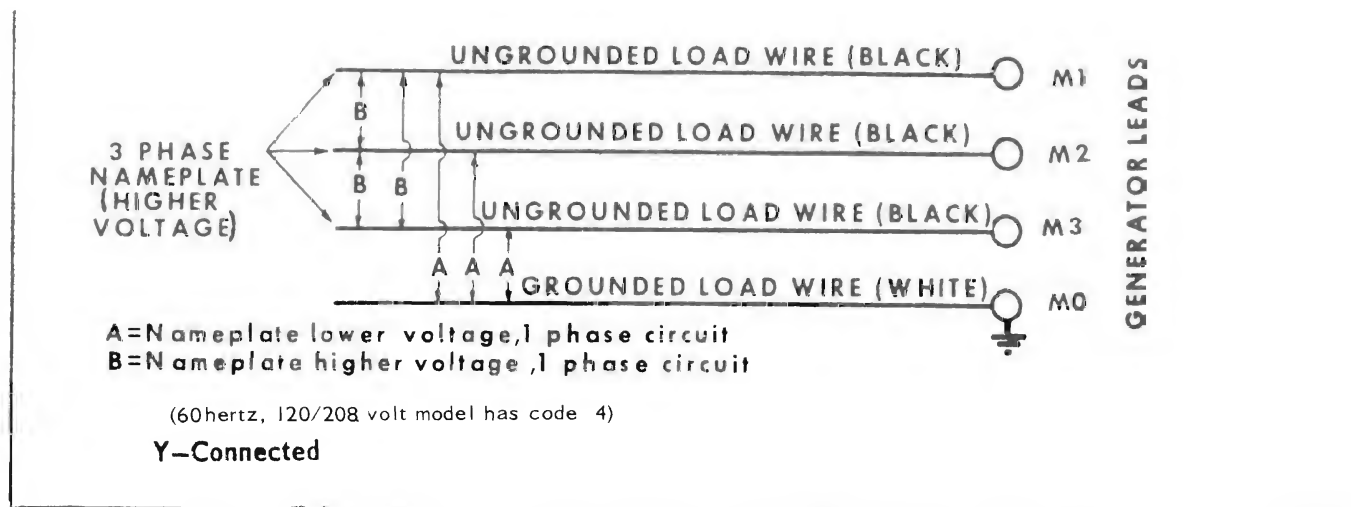 UNGROUNDED LOAD WIRE (BLACK)
M1
B
UNGROUNDED LOAD WIRE (BLACK)
M2
3 PHASE
NAMEPLATE
(HIGHER
VOLTAGE)
B
B
UNGROUNDED LOAD WIRE (BLACK)
M3
A
A
A
GROUNDED LOAD WIRE (WHITE)
M0
GENERATOR LEADS
A=Nameplate lower voltage,1 phase circuit
B=Nameplate higher voltage ,1 phase circuit
(60hertz, 120/208 volt model has code 4)
Y-Connected